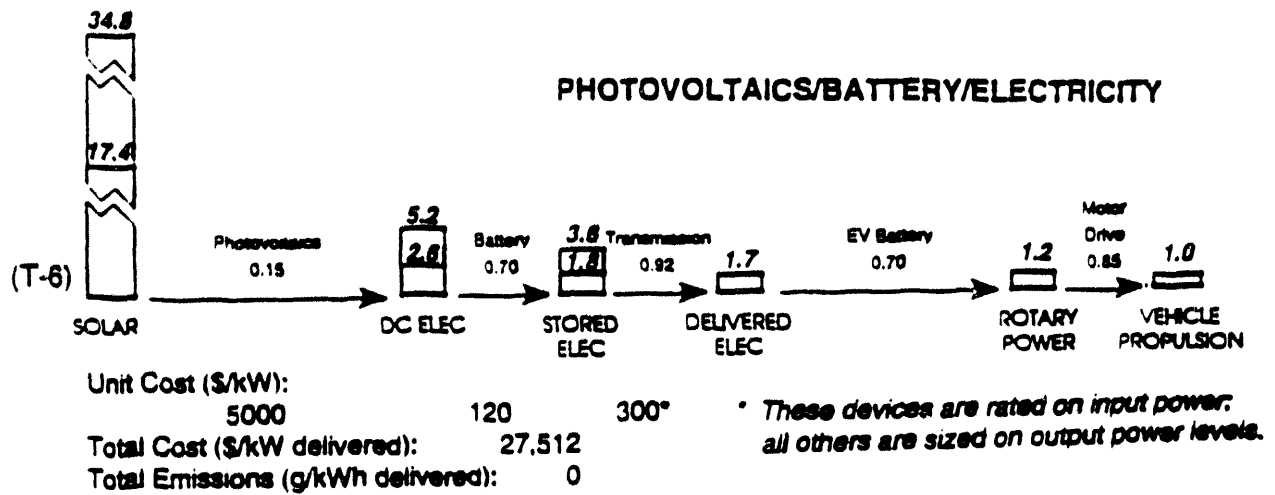 34.8
PHOTOVOLTAICS/BATTERY/ELECTRICITY
17.4
(T-6)
Photovoltaics
0.15
5.2
2.6
Battery
0.70
3.6
1.8
Transmission
0.92
1.7
EV Battery
0.70
1.2
Motor
Drive
0.85
1.0
SOLAR
DC ELEC
STORED
ELEC
DELIVERED
ELEC
ROTARY
POWER
VEHICLE
PROPULSION
Unit Cost ($/kW):
5000 120 300*
Total Cost ($/kW delivered): 27,512
Total Emissions (g/kWh delivered): 0
* These devices are rated on input power;
all others are sized on output power levels.